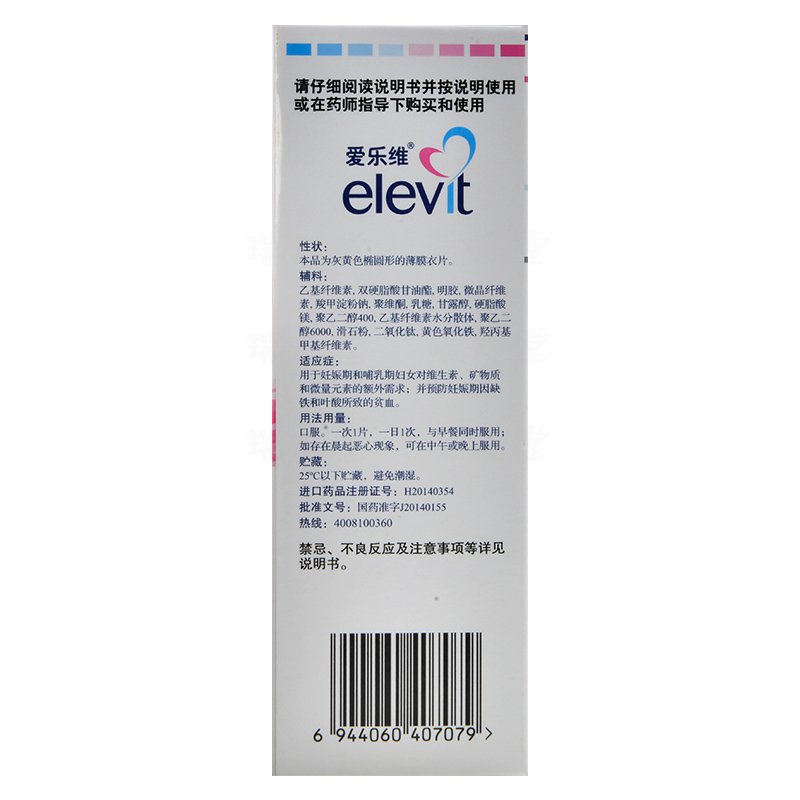 请仔细阅读说明书并按说明使用
或在药师指导下购买和使用
爱乐维®
elevit
性状：
本品为灰黄色椭圆形的薄膜衣片。
辅料：
乙基纤维素, 双硬脂酸甘油酯, 明胶, 微晶纤维
素, 羧甲淀粉钠, 聚维酮, 乳糖, 甘露醇, 硬脂酸
镁, 聚乙二醇400, 乙基纤维素水分散体, 聚乙二
醇6000, 滑石粉, 二氧化钛, 黄色氧化铁, 羟丙基
甲基纤维素。
适应症：
用于妊娠期和哺乳期妇女对维生素、矿物质
和微量元素的额外需求；并预防妊娠期因缺
铁和叶酸所致的贫血。
用法用量：
口服。一次1片，一日1次，与早餐同时服用；
如存在晨起恶心现象，可在中午或晚上服用。
贮藏：
25°C以下贮藏，避免潮湿。
进口药品注册证号：H20140354
批准文号：国药准字J20140155
热线：4008100360
禁忌、不良反应及注意事项等详见
说明书。
6 944060 407079 >